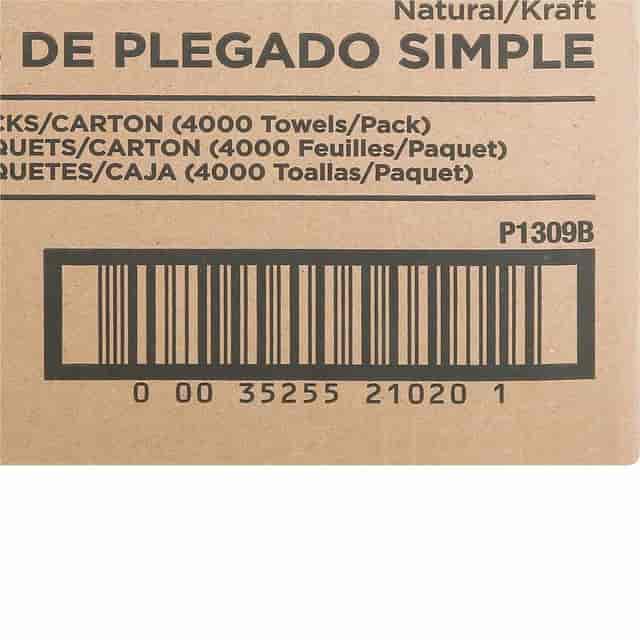 Natural/Kraft
DE PLEGADO SIMPLE
CKS/CARTON (4000 Towels/Pack)
QUETS/CARTON (4000 Feuilles/Paquet)
QUETES/CAJA (4000 Toallas/Paquet)
P1309B
0 00 35255 21020 1